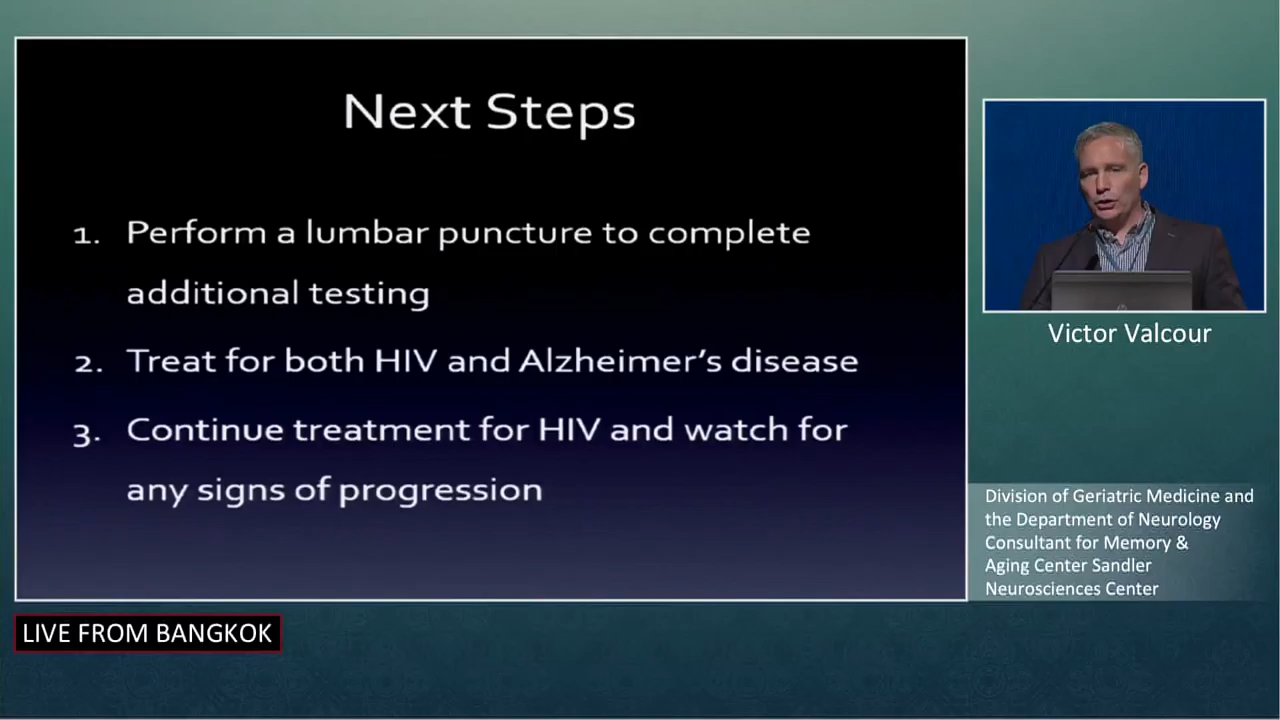 Next Steps
1. Perform a lumbar puncture to complete
additional testing
2. Treat for both HIV and Alzheimer's disease
3. Continue treatment for HIV and watch for
any signs of progression
Victor Valcour
Division of Geriatric Medicine and
the Department of Neurology
Consultant for Memory &
Aging Center Sandler
Neurosciences Center
LIVE FROM BANGKOK